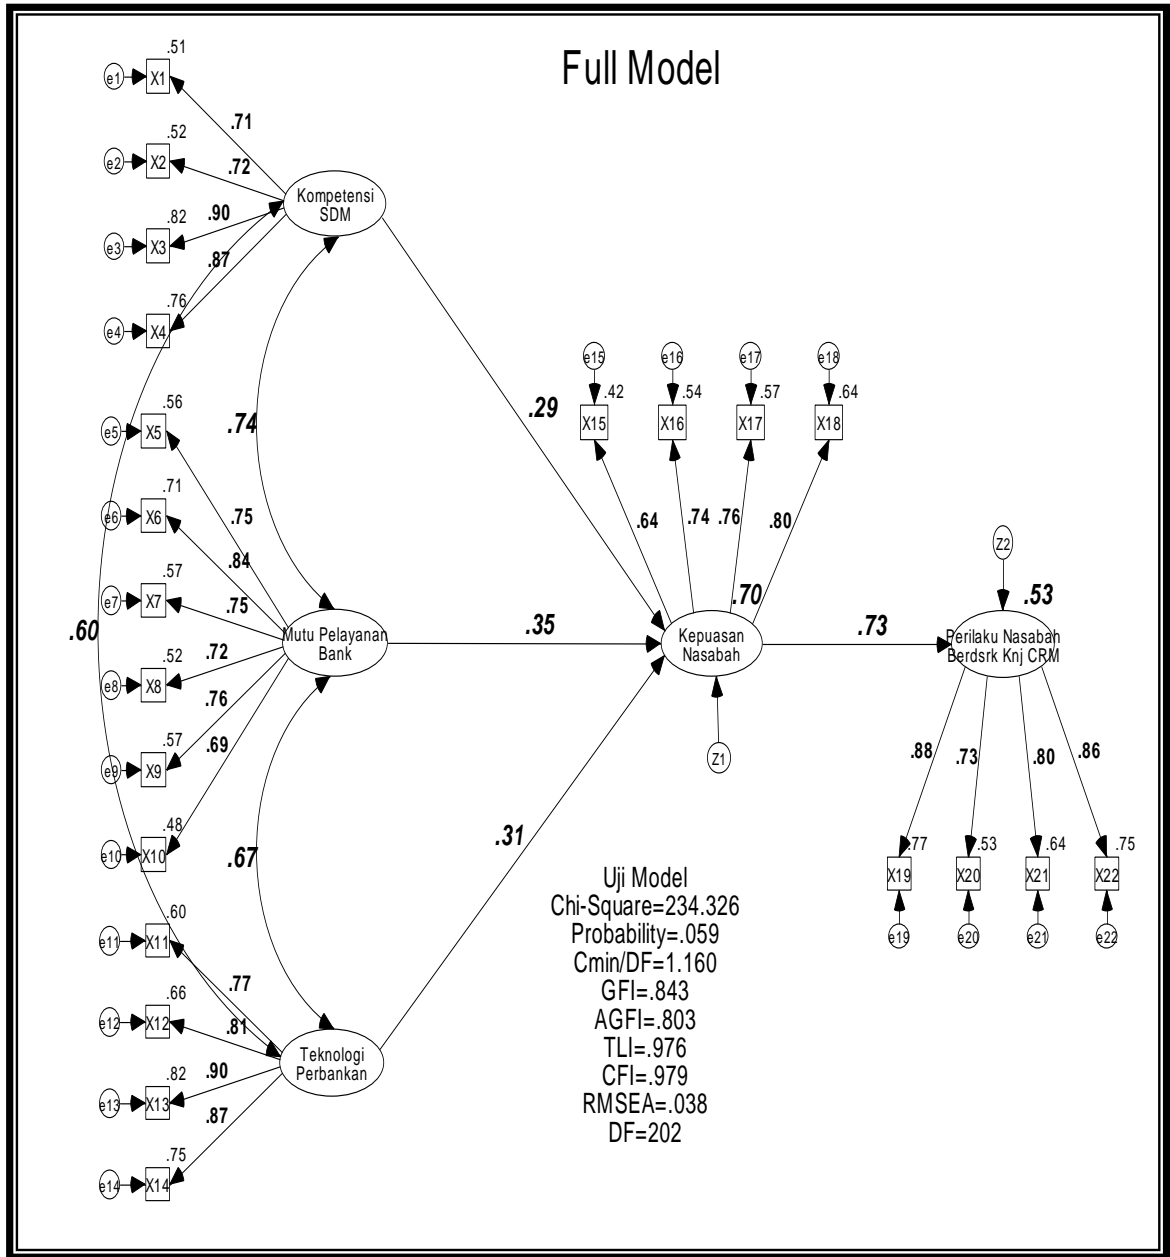 Full Model
.51
e1
X1
.71
.52
e2
X2
.72
Kompetensi
SDM
.82
e3
X3
.90
.76
e4
X4
.87
.56
e5
X5
.75
.71
e6
X6
.84
.57
e7
X7
.75
Mutu Pelayanan
Bank
.52
e8
X8
.72
.57
e9
X9
.76
.48
e10
X10
.69
.60
e11
X11
.77
.66
e12
X12
.81
Teknologi
Perbankan
.82
e13
X13
.90
.75
e14
X14
.87
.74
.67
.60
.29
.35
.31
e15
.42
X15
.64
e16
.54
X16
.74
e17
.57
X17
.76
e18
.64
X18
.80
.70
Kepuasan
Nasabah
Z1
.73
Z2
.53
Perilaku Nasabah
Berdsrk Knj CRM
.88
.73
.80
.86
.77
X19
e19
.53
X20
e20
.64
X21
e21
.75
X22
e22
Uji Model
Chi-Square=234.326
Probability=.059
Cmin/DF=1.160
GFI=.843
AGFI=.803
TLI=.976
CFI=.979
RMSEA=.038
DF=202